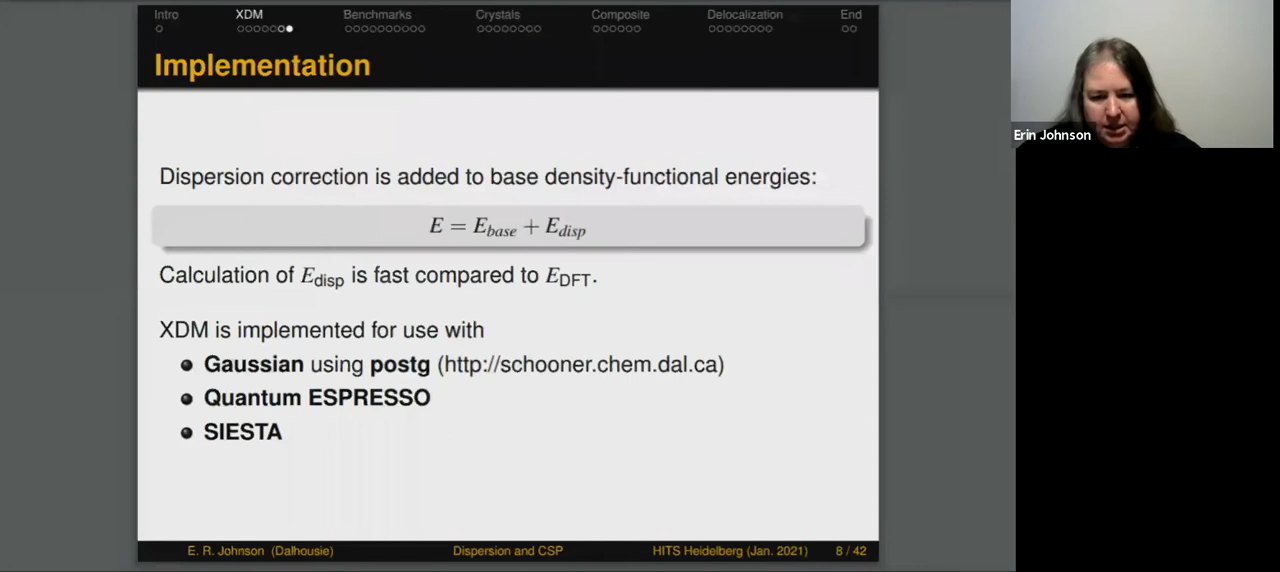 Intro XDM Benchmarks Crystals Composite Delocalization End
Implementation
Erin Johnson
Dispersion correction is added to base density-functional energies:
E = E_base + E_disp
Calculation of E_disp is fast compared to E_DFT.
XDM is implemented for use with
Gaussian using postg (http://schooner.chem.dal.ca)
Quantum ESPRESSO
SIESTA
E. R. Johnson (Dalhousie) Dispersion and CSP HITS Heidelberg (Jan. 2021) 8 / 42